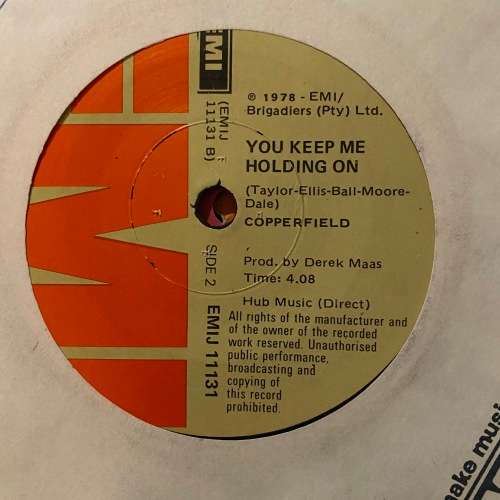 EMI
(EMIJ
11131 B)
SIDE 2
EMIJ 11131
℗ 1978 - EMI/
Brigadiers (Pty) Ltd.
YOU KEEP ME
HOLDING ON
(Taylor-Ellis-Ball-Moore-
Dale)
COPPERFIELD
Prod. by Derek Maas
Time: 4.08
Hub Music (Direct)
All rights of the manufacturer and
of the owner of the recorded
work reserved. Unauthorised
public performance,
broadcasting and
copying of
this record
prohibited.
make musi